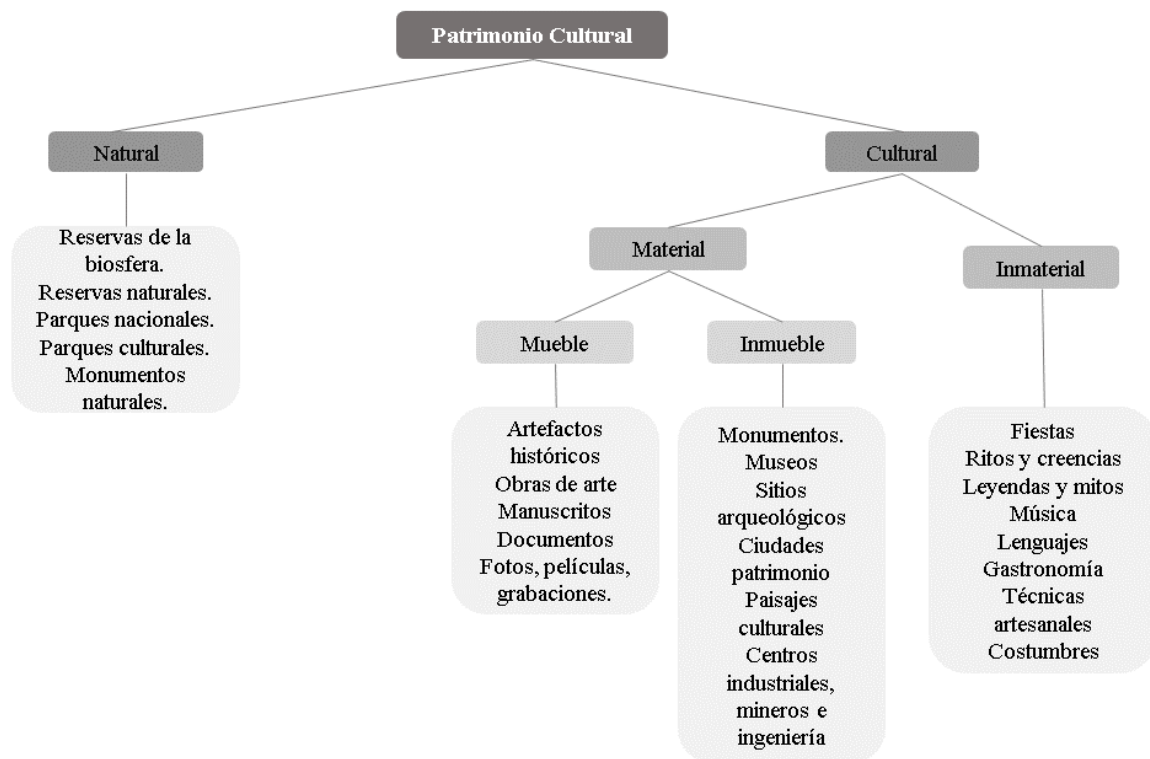 Patrimonio Cultural
Natural
Cultural
Reservas de la
biosfera.
Reservas naturales.
Parques nacionales.
Parques culturales.
Monumentos
naturales.
Material
Inmaterial
Mueble
Inmueble
Artefactos
históricos
Obras de arte
Manuscritos
Documentos
Fotos, películas,
grabaciones.
Monumentos.
Museos
Sitios
arqueológicos
Ciudades
patrimonio
Paisajes
culturales
Centros
industriales,
mineros e
ingeniería
Fiestas
Ritos y creencias
Leyendas y mitos
Música
Lenguajes
Gastronomía
Técnicas
artesanales
Costumbres